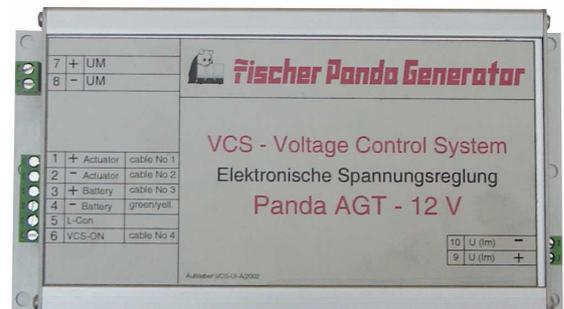 7 + UM
8 − UM
Fischer Panda Generator
VCS - Voltage Control System
Elektronische Spannungsreglung
Panda AGT - 12 V
1 + Actuator cable No 1
2 − Actuator cable No 2
3 + Battery cable No 3
4 − Battery green/yell.
5 L-Con
6 VCS-ON cable No 4
10 U (Im) −
9 U (Im) +